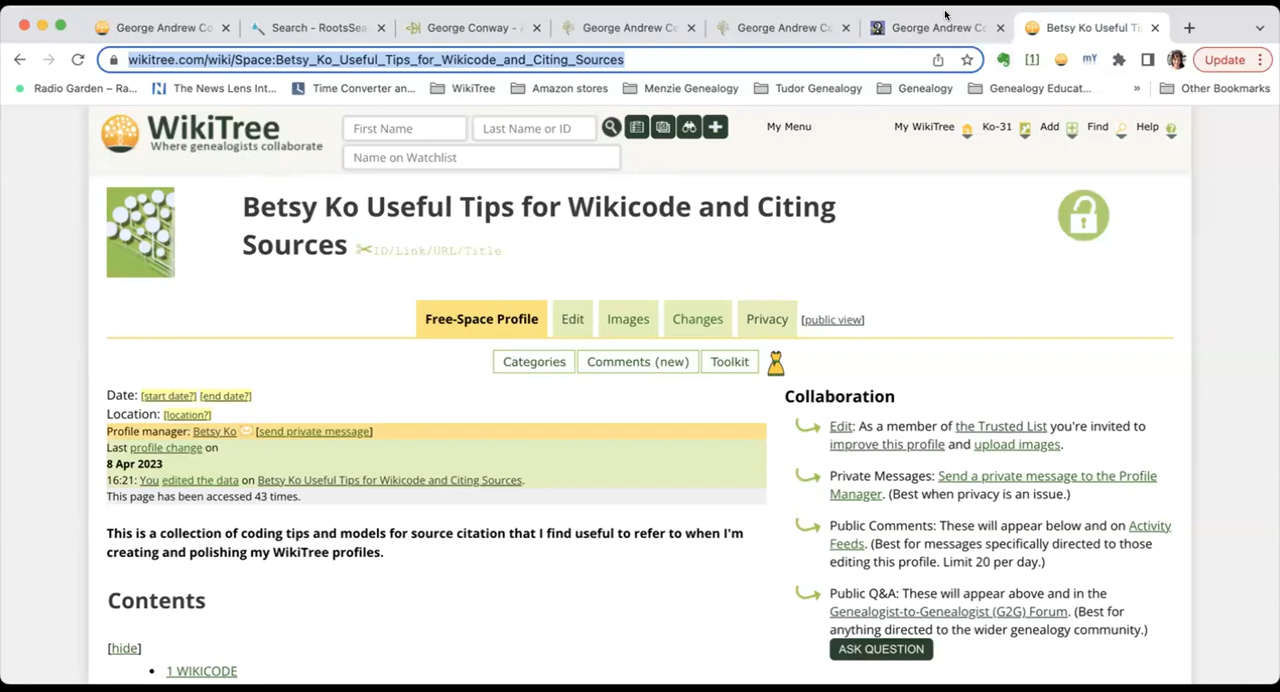 George Andrew C
Search - RootsSea
George Conway -
George Andrew Co
George Andrew Co
George Andrew Co
Betsy Ko Useful T
wikitree.com/wiki/Space:Betsy_Ko_Useful_Tips_for_Wikicode_and_Citing_Sources
[1]
mY
Update
Radio Garden – Ra...
The News Lens Int...
Time Converter an...
WikiTree
Amazon stores
Menzie Genealogy
Tudor Genealogy
Genealogy
Genealogy Educat...
»
Other Bookmarks
WikiTree
Where genealogists collaborate
First Name
Last Name or ID
Name on Watchlist
My Menu
My WikiTree
Ko-31
Add
Find
Help
Betsy Ko Useful Tips for Wikicode and Citing
Sources ID/Link/URL/Title
Free-Space Profile
Edit
Images
Changes
Privacy
[public view]
Categories
Comments (new)
Toolkit
Date: [start date?] [end date?]
Location: [location?]
Profile manager: Betsy Ko [send private message]
Last profile change on
8 Apr 2023
16:21: You edited the data on Betsy Ko Useful Tips for Wikicode and Citing Sources.
This page has been accessed 43 times.
This is a collection of coding tips and models for source citation that I find useful to refer to when I'm
creating and polishing my WikiTree profiles.
Contents
[hide]
• 1 WIKICODE
Collaboration
Edit: As a member of the Trusted List you're invited to
improve this profile and upload images.
Private Messages: Send a private message to the Profile
Manager. (Best when privacy is an issue.)
Public Comments: These will appear below and on Activity
Feeds. (Best for messages specifically directed to those
editing this profile. Limit 20 per day.)
Public Q&A: These will appear above and in the
Genealogist-to-Genealogist (G2G) Forum. (Best for
anything directed to the wider genealogy community.)
ASK QUESTION